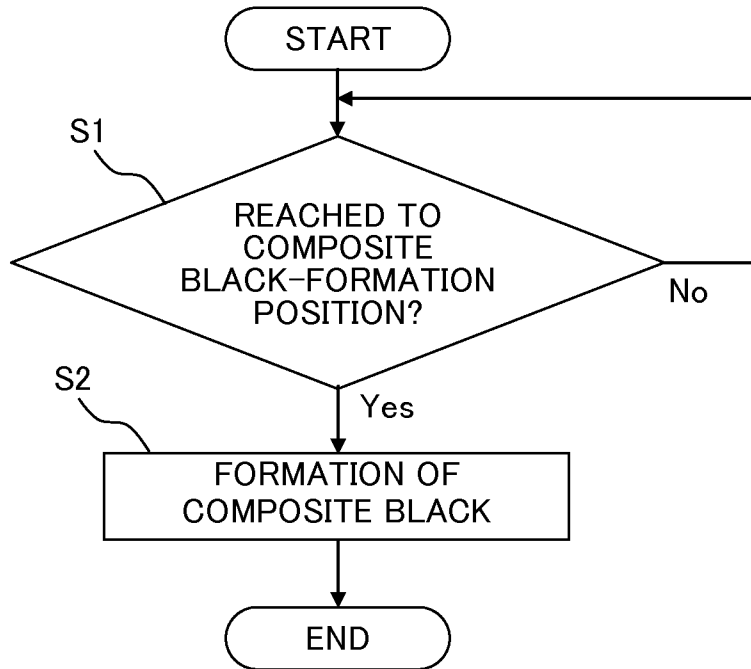 START
S1
REACHED TO
COMPOSITE
BLACK-FORMATION
POSITION?
No
Yes
S2
FORMATION OF
COMPOSITE BLACK
END